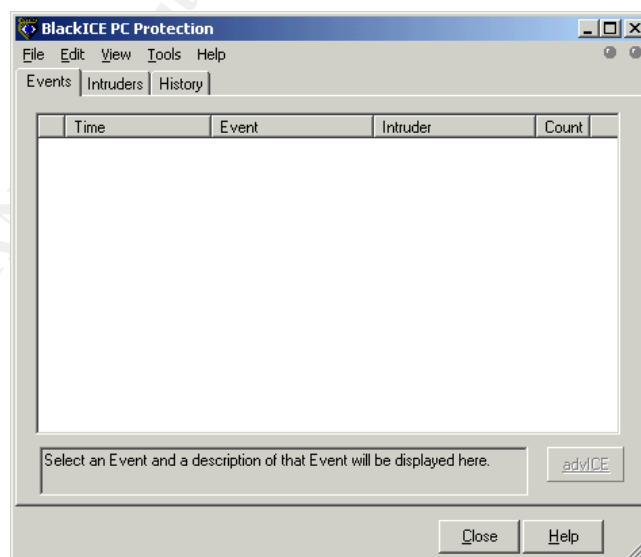 BlackICE PC Protection
File Edit View Tools Help
Events Intruders History
Time Event Intruder Count
Select an Event and a description of that Event will be displayed here.
advICE
Close Help